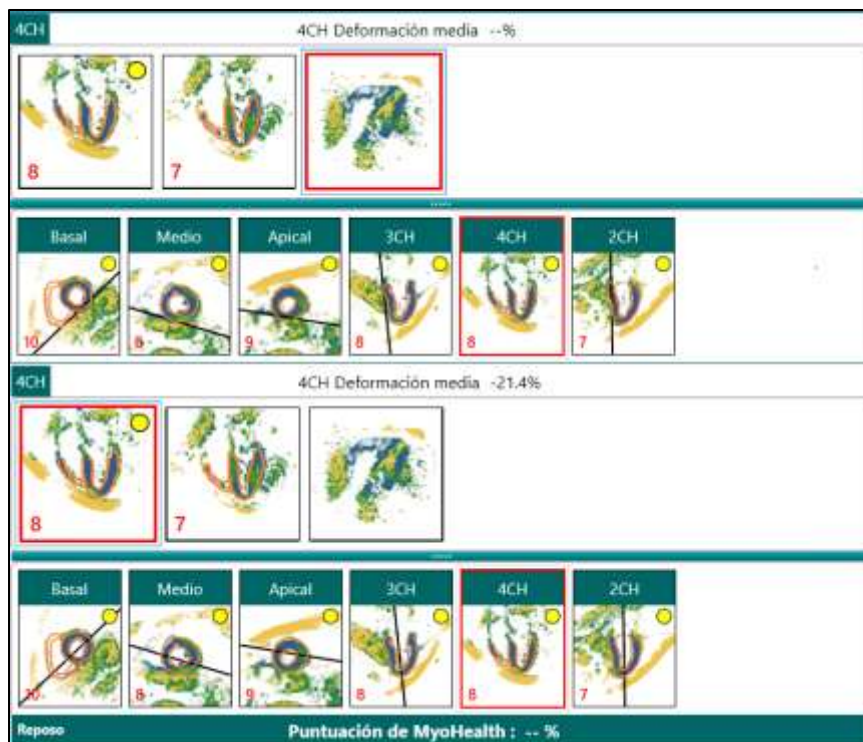 4CH 4CH Deformación media --%
8 7
Basal Medio Apical 3CH 4CH 2CH
10 8 9 8 8 7
4CH 4CH Deformación media -21.4%
8 7
Basal Medio Apical 3CH 4CH 2CH
10 8 9 8 8 7
Reposo Puntuación de MyoHealth : -- %